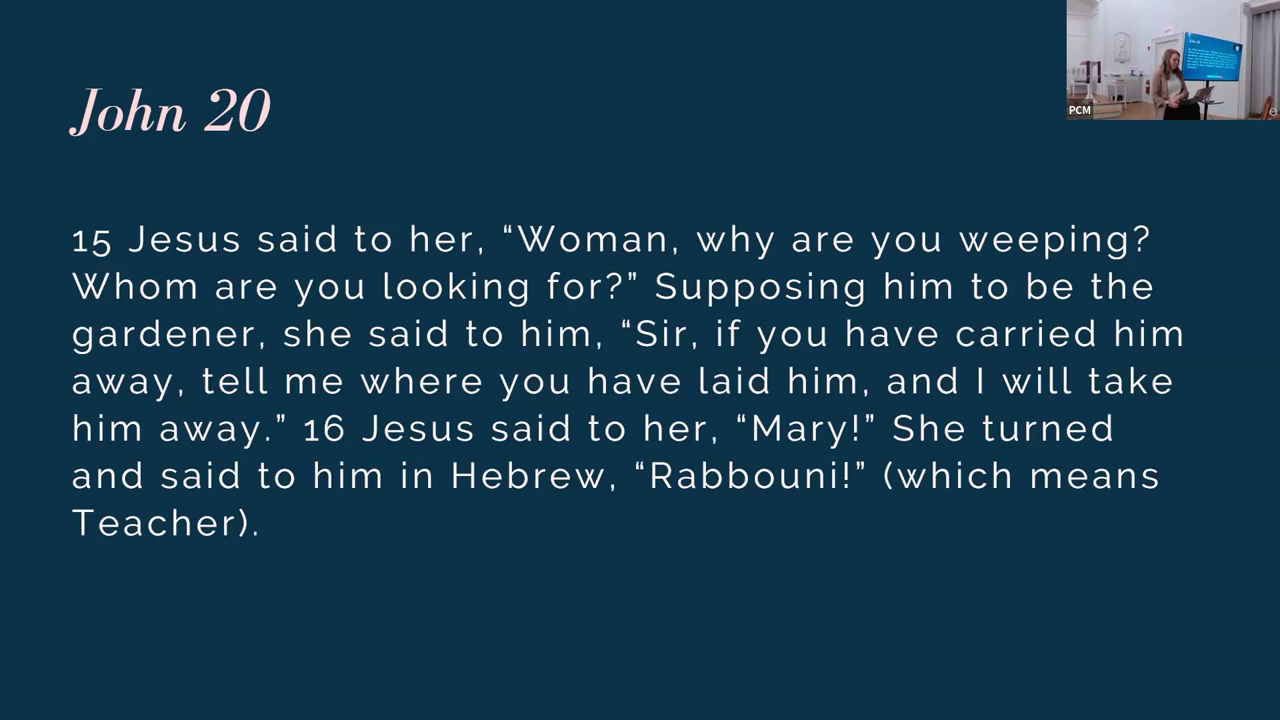 John 20
PCM
15 Jesus said to her, “Woman, why are you weeping?
Whom are you looking for?” Supposing him to be the
gardener, she said to him, “Sir, if you have carried him
away, tell me where you have laid him, and I will take
him away.” 16 Jesus said to her, “Mary!” She turned
and said to him in Hebrew, “Rabbouni!” (which means
Teacher).